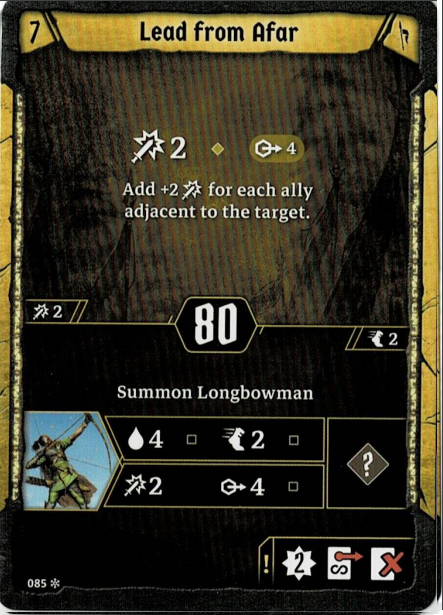 7
Lead from Afar
2 4
Add +2 for each ally
adjacent to the target.
2
80
2
Summon Longbowman
4 2
2 4
?
! 2
085